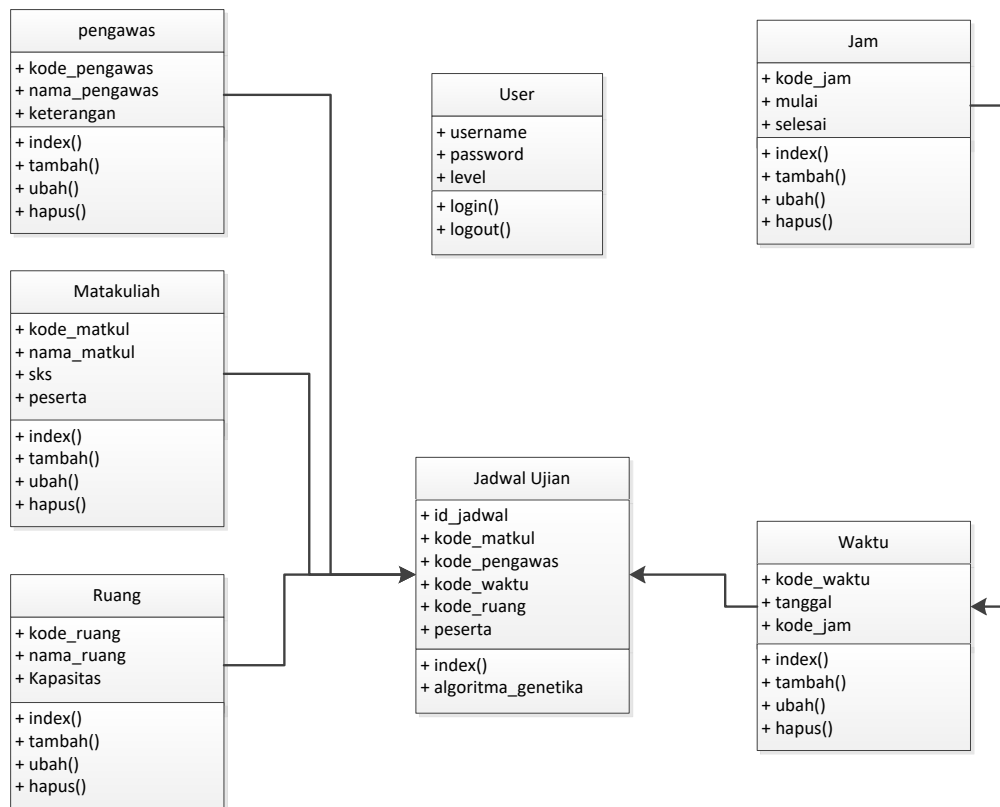 pengawas
+ kode_pengawas
+ nama_pengawas
+ keterangan
+ index()
+ tambah()
+ ubah()
+ hapus()
User
+ username
+ password
+ level
+ login()
+ logout()
Jam
+ kode_jam
+ mulai
+ selesai
+ index()
+ tambah()
+ ubah()
+ hapus()
Matakuliah
+ kode_matkul
+ nama_matkul
+ sks
+ peserta
+ index()
+ tambah()
+ ubah()
+ hapus()
Jadwal Ujian
+ id_jadwal
+ kode_matkul
+ kode_pengawas
+ kode_waktu
+ kode_ruang
+ peserta
+ index()
+ algoritma_genetika
Waktu
+ kode_waktu
+ tanggal
+ kode_jam
+ index()
+ tambah()
+ ubah()
+ hapus()
Ruang
+ kode_ruang
+ nama_ruang
+ Kapasitas
+ index()
+ tambah()
+ ubah()
+ hapus()